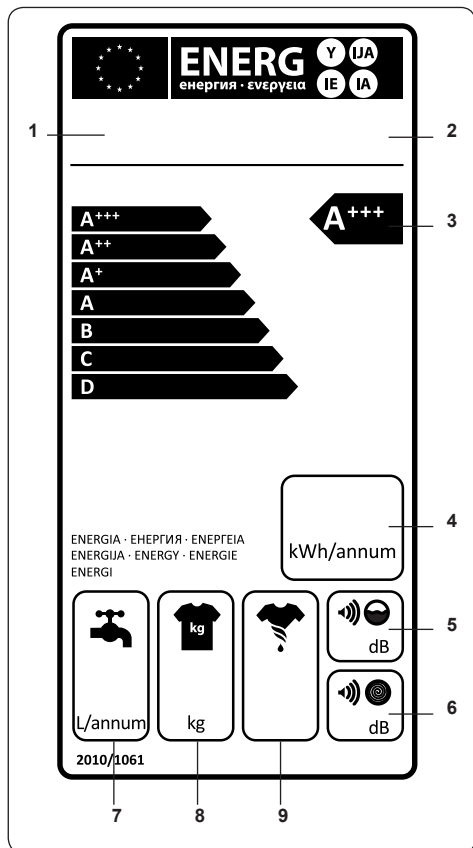 ENERG Y IJA
енергия · ενεργεια IE IA
1 2
A+++ A+++ 3
A++
A+
A
B
C
D
4
kWh/annum
ENERGIA · ЕНЕРГИЯ · ΕΝΕΡΓΕΙΑ
ENERGIJA · ENERGY · ENERGIE
ENERGI
kg
dB 5
L/annum kg dB 6
2010/1061
7 8 9